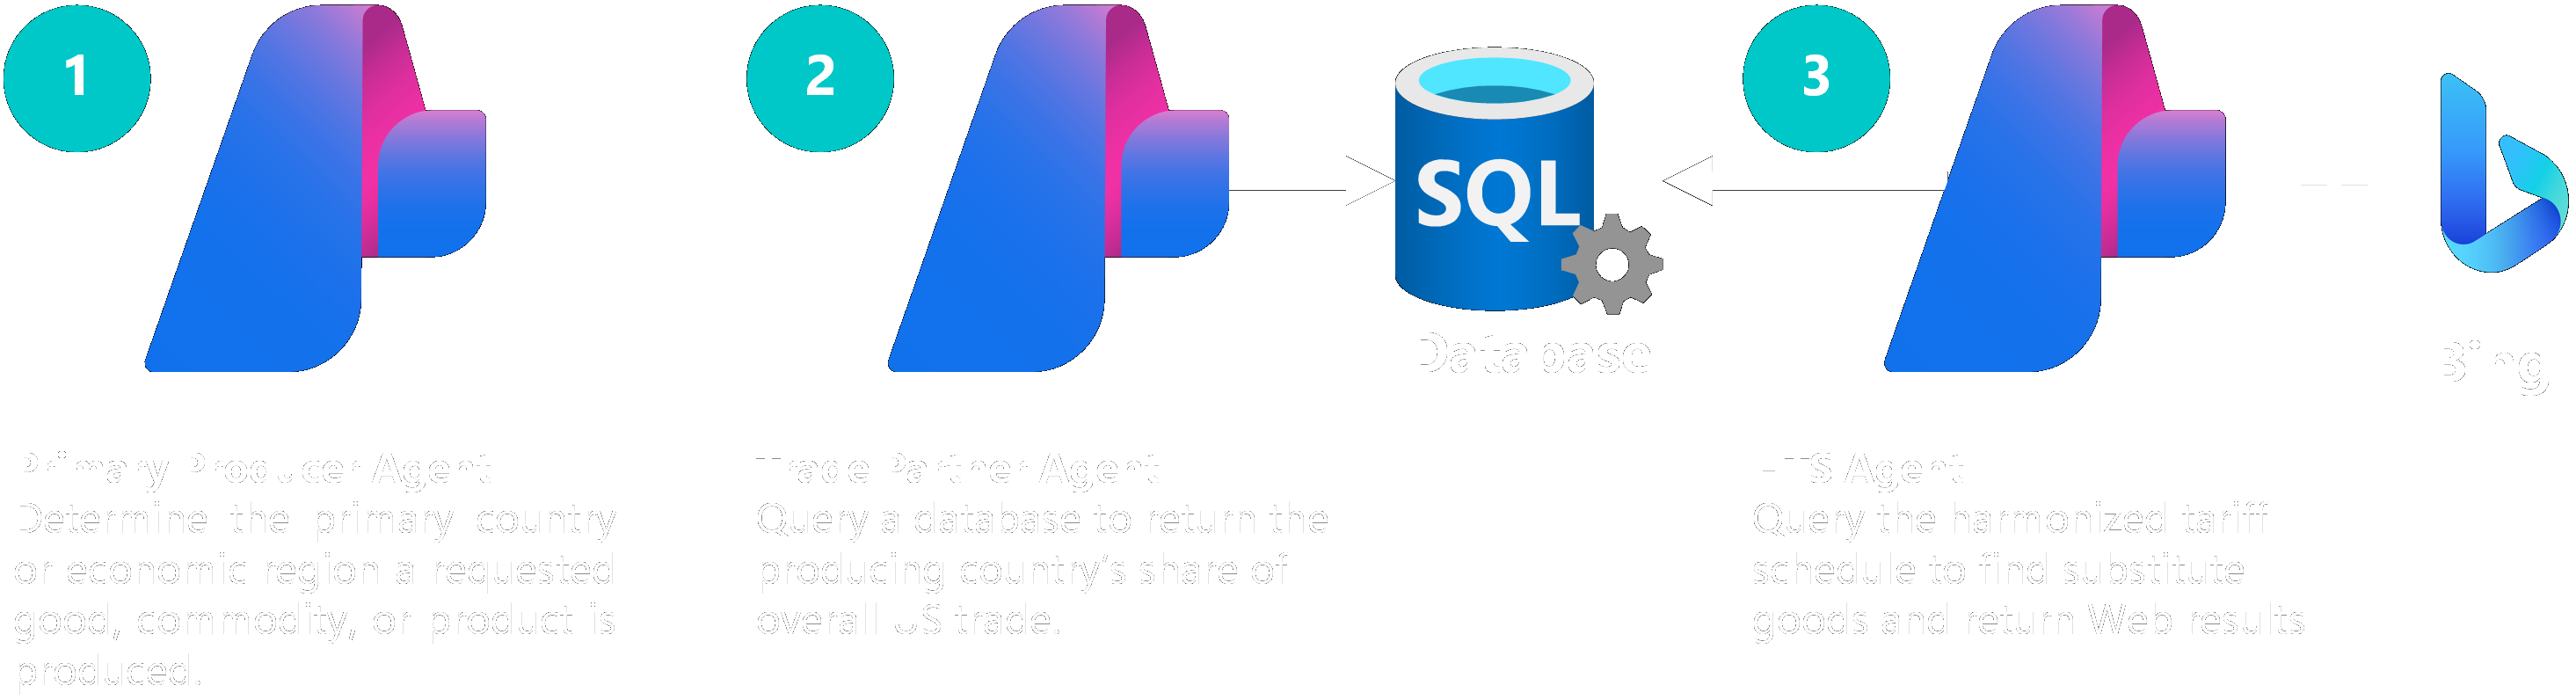 1
2
3
SQL
Database
Bing
Primary Producer Agent
Determine the primary country
or economic region a requested
good, commodity, or product is
produced.
Trade Partner Agent
Query a database to return the
producing country’s share of
overall US trade.
HTS Agent
Query the harmonized tariff
schedule to find substitute
goods and return Web results